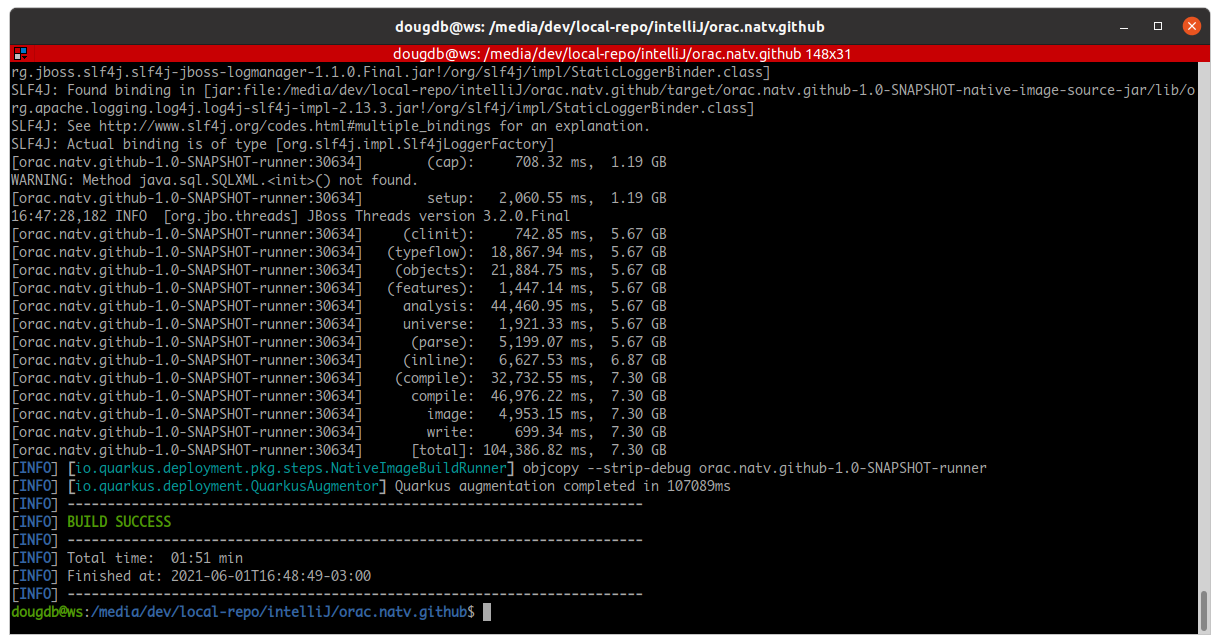 dougdb@ws: /media/dev/local-repo/intelliJ/orac.natv.github
dougdb@ws: /media/dev/local-repo/intelliJ/orac.natv.github 148x31
rg.jboss.slf4j.slf4j-jboss-logmanager-1.1.0.Final.jar!/org/slf4j/impl/StaticLoggerBinder.class]
SLF4J: Found binding in [jar:file:/media/dev/local-repo/intelliJ/orac.natv.github/target/orac.natv.github-1.0-SNAPSHOT-native-image-source-jar/lib/o
rg.apache.logging.log4j.log4j-slf4j-impl-2.13.3.jar!/org/slf4j/impl/StaticLoggerBinder.class]
SLF4J: See http://www.slf4j.org/codes.html#multiple_bindings for an explanation.
SLF4J: Actual binding is of type [org.slf4j.impl.Slf4jLoggerFactory]
[orac.natv.github-1.0-SNAPSHOT-runner:30634]        (cap):     708.32 ms,  1.19 GB
WARNING: Method java.sql.SQLXML.<init>() not found.
[orac.natv.github-1.0-SNAPSHOT-runner:30634]        setup:   2,060.55 ms,  1.19 GB
16:47:28,182 INFO  [org.jbo.threads] JBoss Threads version 3.2.0.Final
[orac.natv.github-1.0-SNAPSHOT-runner:30634]     (clinit):     742.85 ms,  5.67 GB
[orac.natv.github-1.0-SNAPSHOT-runner:30634]   (typeflow):  18,867.94 ms,  5.67 GB
[orac.natv.github-1.0-SNAPSHOT-runner:30634]    (objects):  21,884.75 ms,  5.67 GB
[orac.natv.github-1.0-SNAPSHOT-runner:30634]   (features):   1,447.14 ms,  5.67 GB
[orac.natv.github-1.0-SNAPSHOT-runner:30634]     analysis:  44,460.95 ms,  5.67 GB
[orac.natv.github-1.0-SNAPSHOT-runner:30634]     universe:   1,921.33 ms,  5.67 GB
[orac.natv.github-1.0-SNAPSHOT-runner:30634]      (parse):   5,199.07 ms,  5.67 GB
[orac.natv.github-1.0-SNAPSHOT-runner:30634]     (inline):   6,627.53 ms,  6.87 GB
[orac.natv.github-1.0-SNAPSHOT-runner:30634]    (compile):  32,732.55 ms,  7.30 GB
[orac.natv.github-1.0-SNAPSHOT-runner:30634]      compile:  46,976.22 ms,  7.30 GB
[orac.natv.github-1.0-SNAPSHOT-runner:30634]        image:   4,953.15 ms,  7.30 GB
[orac.natv.github-1.0-SNAPSHOT-runner:30634]        write:     699.34 ms,  7.30 GB
[orac.natv.github-1.0-SNAPSHOT-runner:30634]      [total]: 104,386.82 ms,  7.30 GB
[INFO] [io.quarkus.deployment.pkg.steps.NativeImageBuildRunner] objcopy --strip-debug orac.natv.github-1.0-SNAPSHOT-runner
[INFO] [io.quarkus.deployment.QuarkusAugmentor] Quarkus augmentation completed in 107089ms
[INFO] ------------------------------------------------------------------------
[INFO] BUILD SUCCESS
[INFO] ------------------------------------------------------------------------
[INFO] Total time:  01:51 min
[INFO] Finished at: 2021-06-01T16:48:49-03:00
[INFO] ------------------------------------------------------------------------
dougdb@ws:/media/dev/local-repo/intelliJ/orac.natv.github$